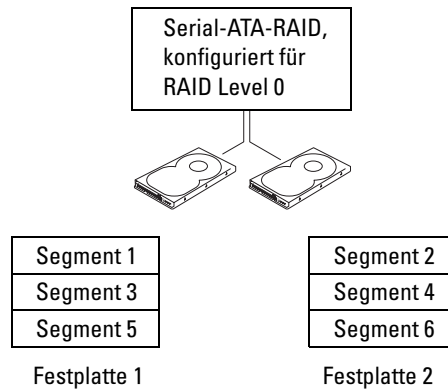 Serial-ATA-RAID,
konfiguriert für
RAID Level 0
Segment 1
Segment 3
Segment 5
Festplatte 1
Segment 2
Segment 4
Segment 6
Festplatte 2